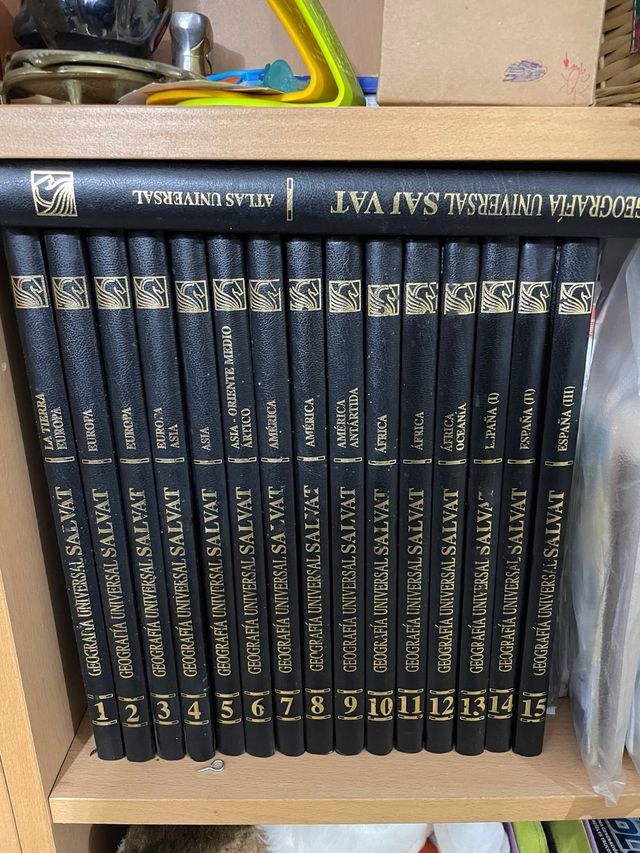 GEOGRAFÍA UNIVERSAL SALVAT
ATLAS UNIVERSAL
LA TIERRA
EUROPA
GEOGRAFÍA UNIVERSAL SALVAT
1
EUROPA
GEOGRAFÍA UNIVERSAL SALVAT
2
EUROPA
GEOGRAFÍA UNIVERSAL SALVAT
3
EUROPA
ASIA
GEOGRAFÍA UNIVERSAL SALVAT
4
ASIA
GEOGRAFÍA UNIVERSAL SALVAT
5
ASIA - ORIENTE MEDIO
ÁRTICO
GEOGRAFÍA UNIVERSAL SALVAT
6
AMÉRICA
GEOGRAFÍA UNIVERSAL SALVAT
7
AMÉRICA
GEOGRAFÍA UNIVERSAL SALVAT
8
AMÉRICA
ANTÁRTIDA
GEOGRAFÍA UNIVERSAL SALVAT
9
ÁFRICA
GEOGRAFÍA UNIVERSAL SALVAT
10
ÁFRICA
GEOGRAFÍA UNIVERSAL SALVAT
11
ÁFRICA
OCEANÍA
GEOGRAFÍA UNIVERSAL SALVAT
12
ESPAÑA (I)
GEOGRAFÍA UNIVERSAL SALVAT
13
ESPAÑA (II)
GEOGRAFÍA UNIVERSAL SALVAT
14
ESPAÑA (III)
GEOGRAFÍA UNIVERSAL SALVAT
15